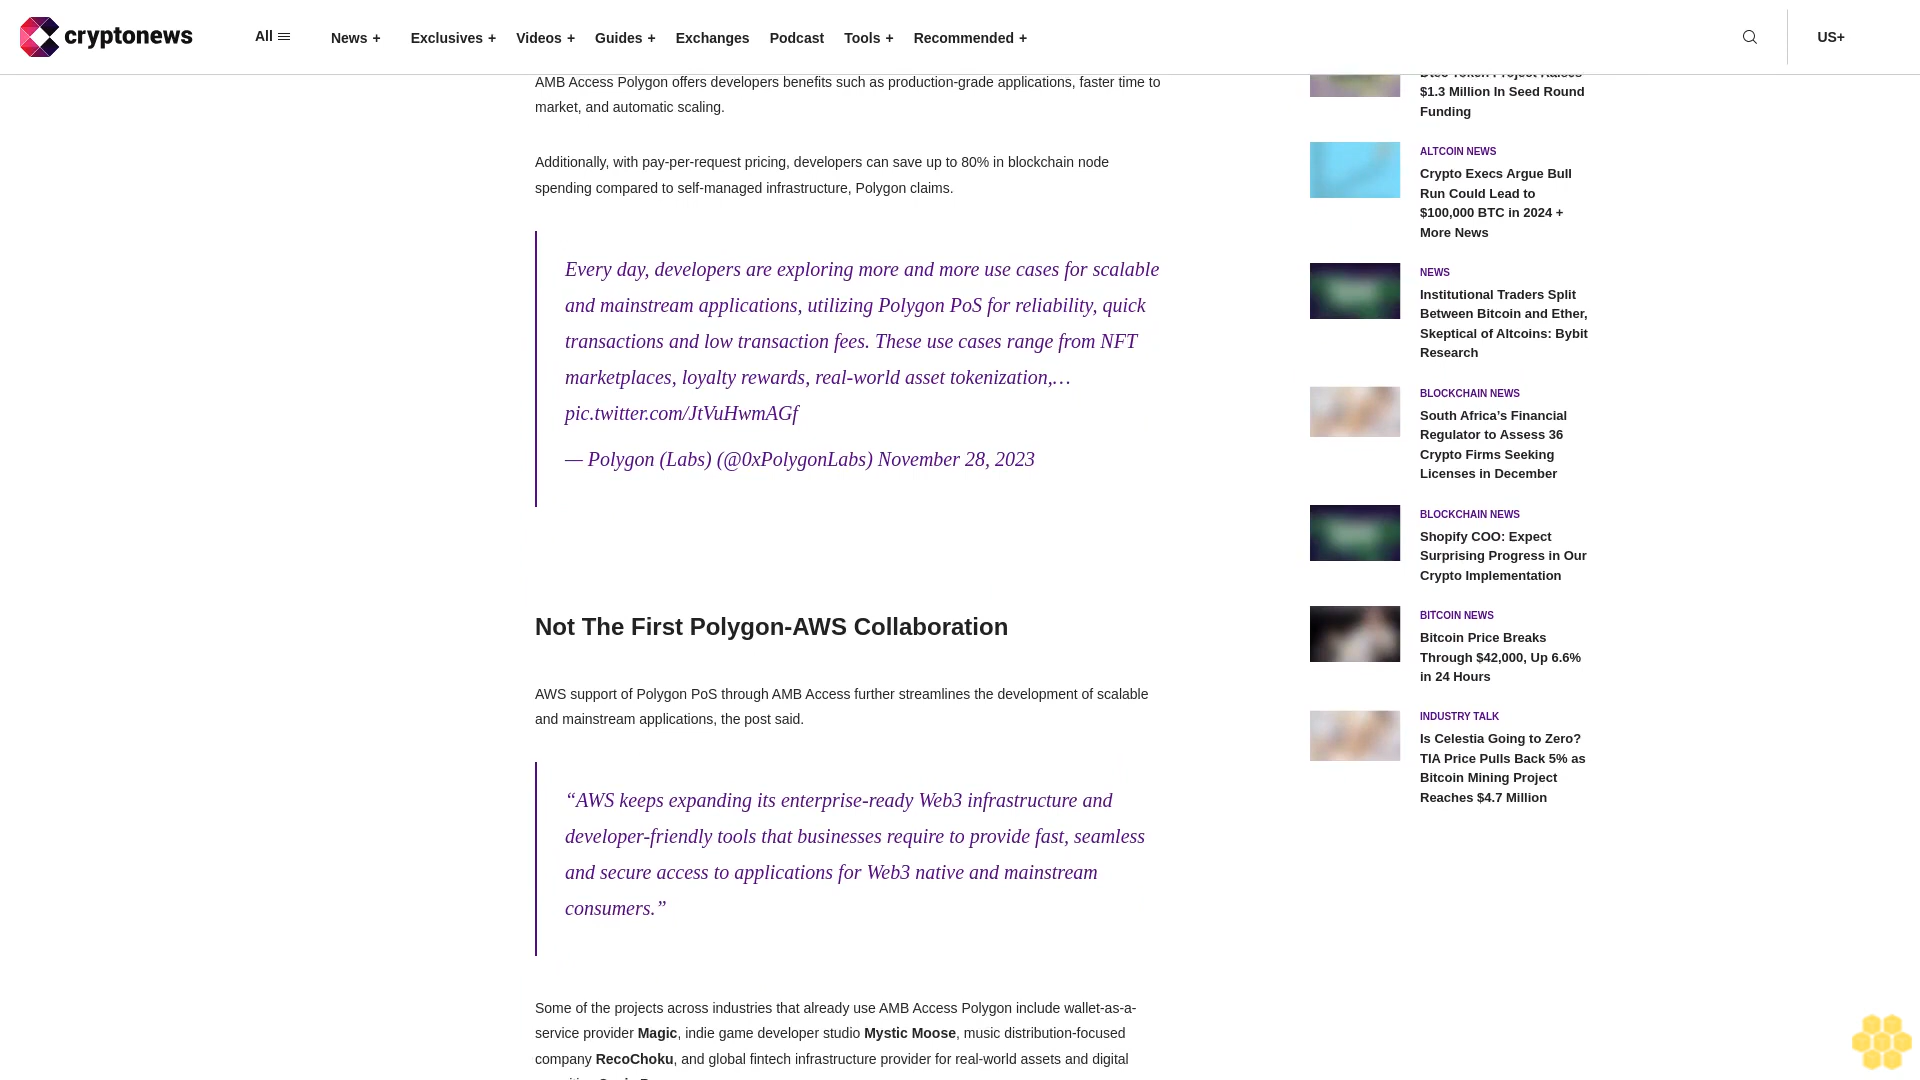 cryptonews
All
News +
Exclusives +
Videos +
Guides +
Exchanges
Podcast
Tools +
Recommended +
US+
AMB Access Polygon offers developers benefits such as production-grade applications, faster time to
market, and automatic scaling.
Additionally, with pay-per-request pricing, developers can save up to 80% in blockchain node
spending compared to self-managed infrastructure, Polygon claims.
Every day, developers are exploring more and more use cases for scalable
and mainstream applications, utilizing Polygon PoS for reliability, quick
transactions and low transaction fees. These use cases range from NFT
marketplaces, loyalty rewards, real-world asset tokenization,…
pic.twitter.com/JtVuHwmAGf
— Polygon (Labs) (@0xPolygonLabs) November 28, 2023
Not The First Polygon-AWS Collaboration
AWS support of Polygon PoS through AMB Access further streamlines the development of scalable
and mainstream applications, the post said.
“AWS keeps expanding its enterprise-ready Web3 infrastructure and
developer-friendly tools that businesses require to provide fast, seamless
and secure access to applications for Web3 native and mainstream
consumers.”
Some of the projects across industries that already use AMB Access Polygon include wallet-as-a-
service provider Magic, indie game developer studio Mystic Moose, music distribution-focused
company RecoChoku, and global fintech infrastructure provider for real-world assets and digital
Token Project Raises
$1.3 Million In Seed Round
Funding
ALTCOIN NEWS
Crypto Execs Argue Bull
Run Could Lead to
$100,000 BTC in 2024 +
More News
NEWS
Institutional Traders Split
Between Bitcoin and Ether,
Skeptical of Altcoins: Bybit
Research
BLOCKCHAIN NEWS
South Africa’s Financial
Regulator to Assess 36
Crypto Firms Seeking
Licenses in December
BLOCKCHAIN NEWS
Shopify COO: Expect
Surprising Progress in Our
Crypto Implementation
BITCOIN NEWS
Bitcoin Price Breaks
Through $42,000, Up 6.6%
in 24 Hours
INDUSTRY TALK
Is Celestia Going to Zero?
TIA Price Pulls Back 5% as
Bitcoin Mining Project
Reaches $4.7 Million